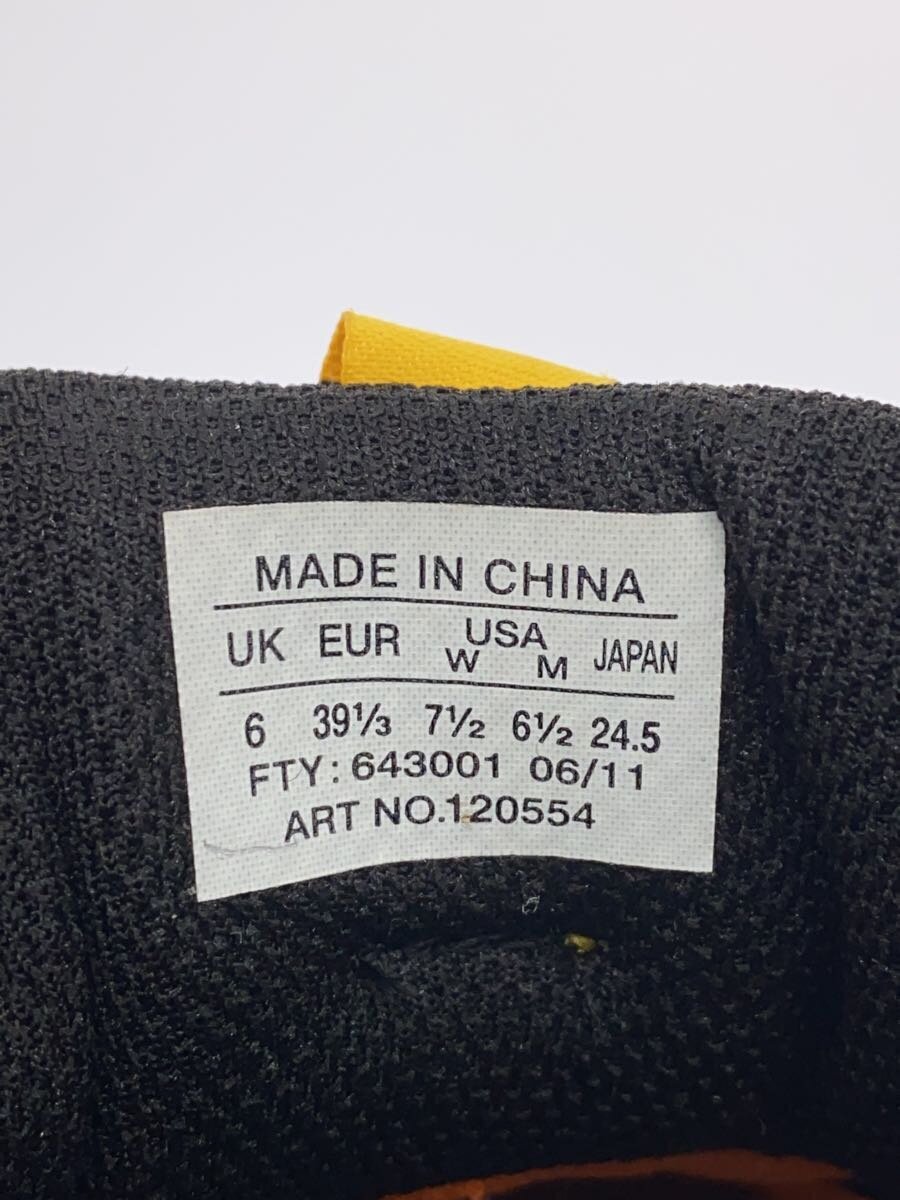 MADE IN CHINA
UK EUR USA JAPAN
W M
6 39⅓ 7½ 6½ 24.5
FTY: 643001 06/11
ART NO.120554